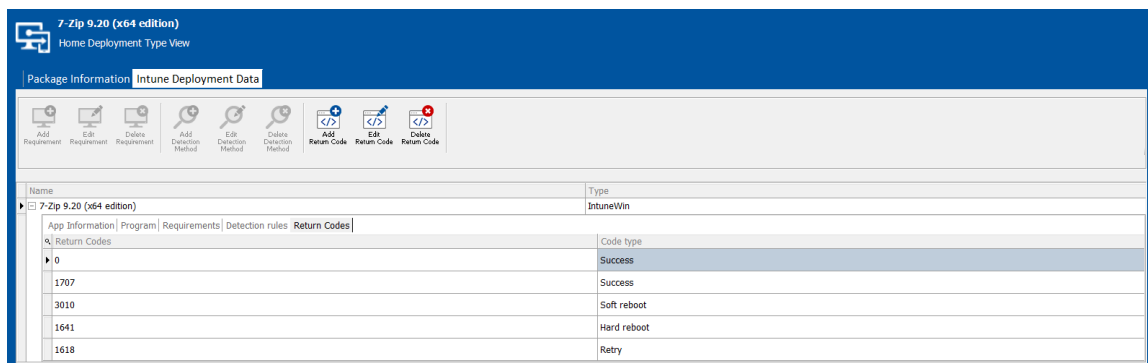 7-Zip 9.20 (x64 edition)
Home Deployment Type View
Package Information Intune Deployment Data
Add Requirement Edit Requirement Delete Requirement Add Detection Method Edit Detection Method Delete Detection Method Add Return Code Edit Return Code Delete Return Code
Name Type
7-Zip 9.20 (x64 edition) IntuneWin
App Information Program Requirements Detection rules Return Codes
Return Codes Code type
0 Success
1707 Success
3010 Soft reboot
1641 Hard reboot
1618 Retry